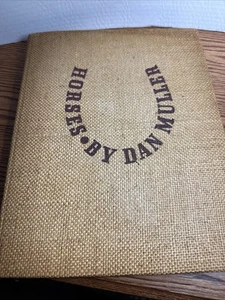 HORSES • BY DAN MULLER